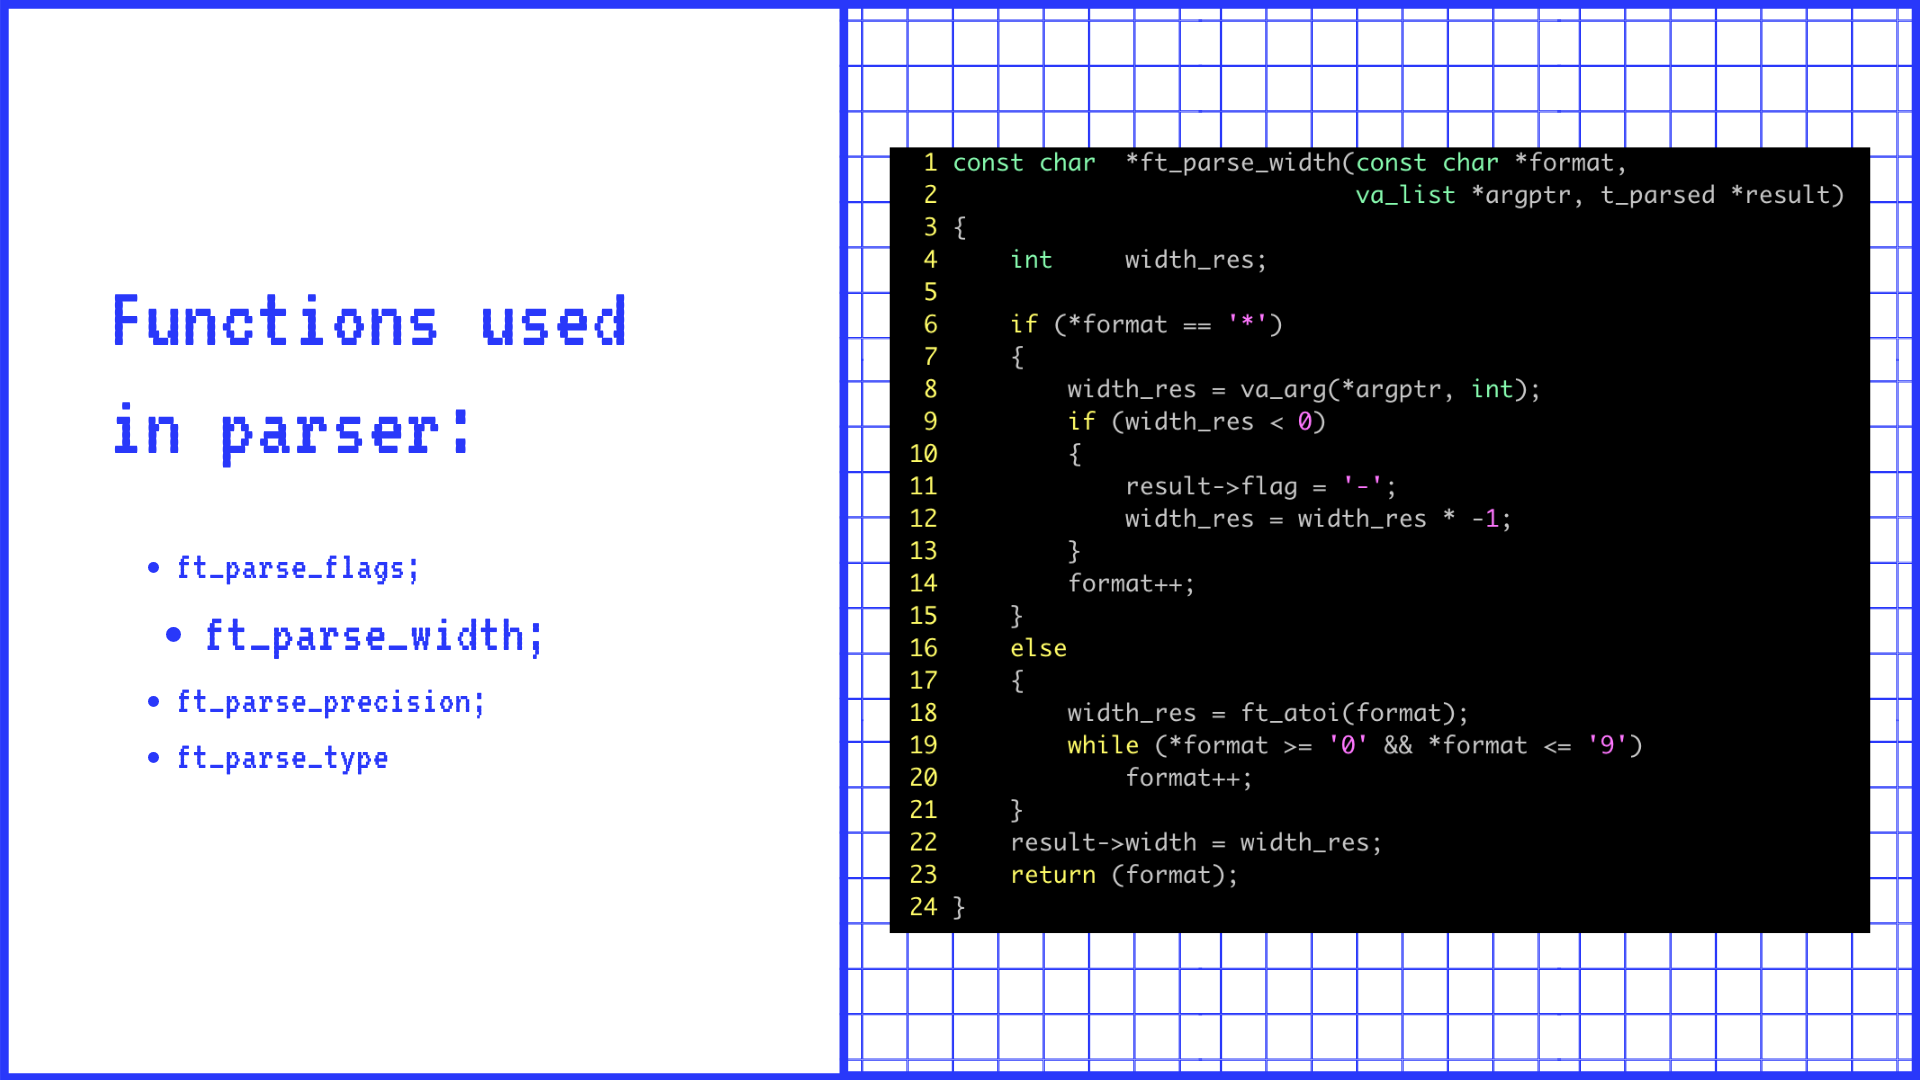 Functions used
in parser:
• ft_parse_flags;
• ft_parse_width;
• ft_parse_precision;
• ft_parse_type
1 const char  *ft_parse_width(const char *format,
2                             va_list *argptr, t_parsed *result)
3 {
4     int     width_res;
5
6     if (*format == '*')
7     {
8         width_res = va_arg(*argptr, int);
9         if (width_res < 0)
10         {
11             result->flag = '-';
12             width_res = width_res * -1;
13         }
14         format++;
15     }
16     else
17     {
18         width_res = ft_atoi(format);
19         while (*format >= '0' && *format <= '9')
20             format++;
21     }
22     result->width = width_res;
23     return (format);
24 }